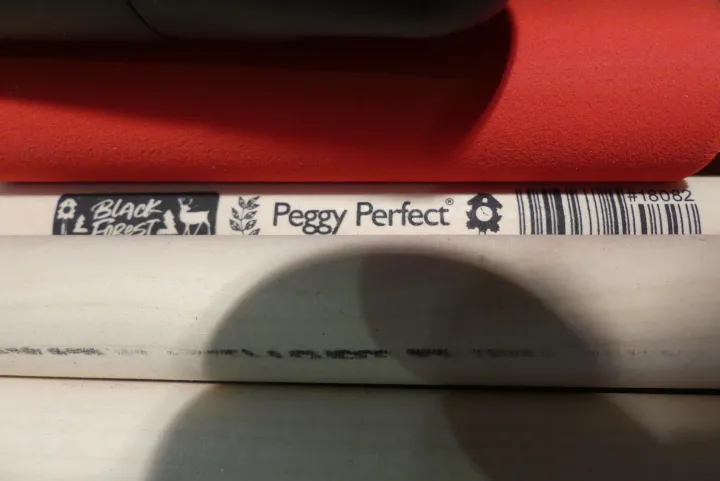 BLACK FOREST
Peggy Perfect®
#18082